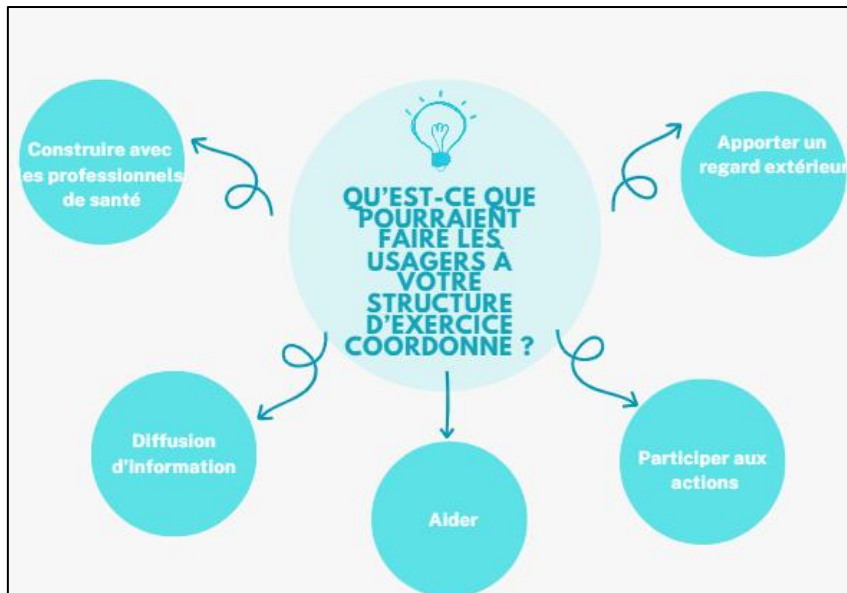 Construire avec
es professionnels
de santé
QU'EST-CE QUE
POURRAIENT
FAIRE LES
USAGERS À
VOTRE
STRUCTURE
D'EXERCICE
COORDONNE ?
Apporter un
regard extérieur
Diffusion
d'information
Aider
Participer aux
actions